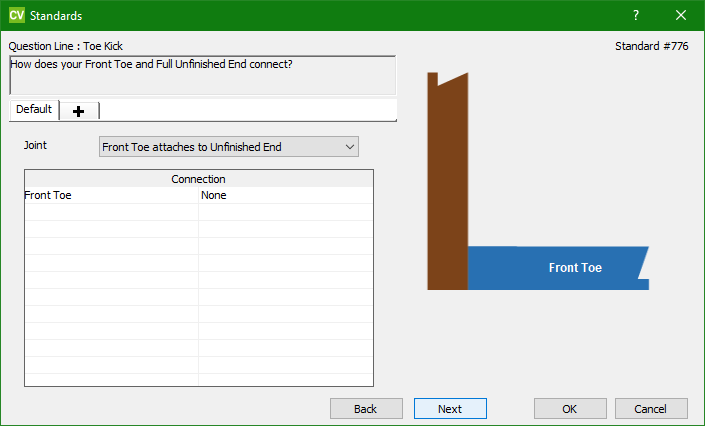 CV Standards ?
Question Line : Toe Kick
Standard #776
How does your Front Toe and Full Unfinished End connect?
Default
Joint
Front Toe attaches to Unfinished End
Connection
Front Toe None
Front Toe
Back Next OK Cancel